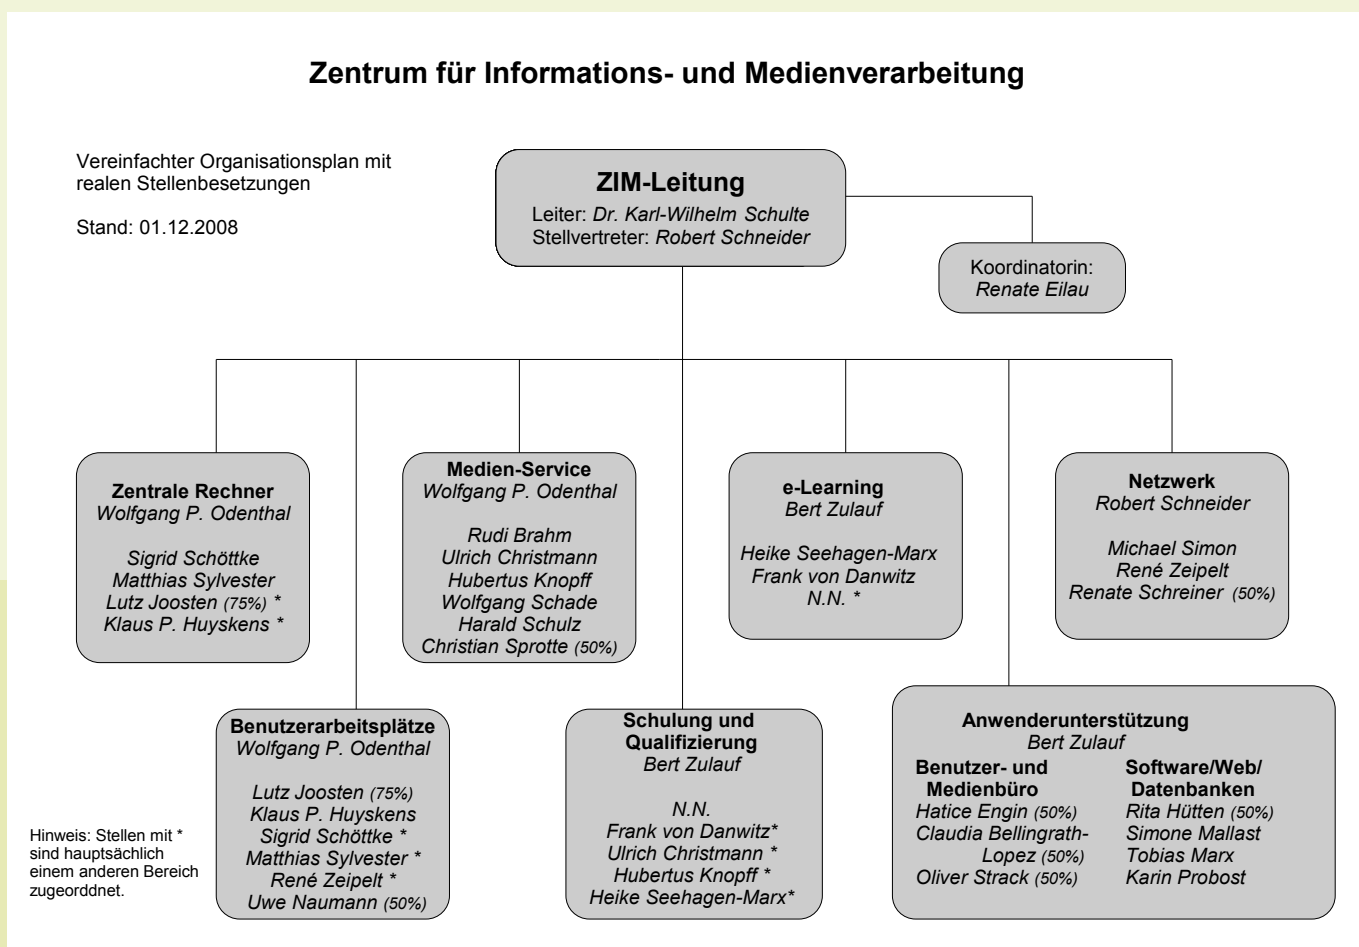 Zentrum für Informations- und Medienverarbeitung
Vereinfachter Organisationsplan mit
realen Stellenbesetzungen
Stand: 01.12.2008
ZIM-Leitung
Leiter: Dr. Karl-Wilhelm Schulte
Stellvertreter: Robert Schneider
Koordinatorin:
Renate Eilau
Zentrale Rechner
Wolfgang P. Odenthal
Sigrid Schöttke
Matthias Sylvester
Lutz Joosten (75%) *
Klaus P. Huyskens *
Medien-Service
Wolfgang P. Odenthal
Rudi Brahm
Ulrich Christmann
Hubertus Knopff
Wolfgang Schade
Harald Schulz
Christian Sprotte (50%)
e-Learning
Bert Zulauf
Heike Seehagen-Marx
Frank von Danwitz
N.N. *
Netzwerk
Robert Schneider
Michael Simon
René Zeipelt
Renate Schreiner (50%)
Benutzerarbeitsplätze
Wolfgang P. Odenthal
Lutz Joosten (75%)
Klaus P. Huyskens
Sigrid Schöttke *
Matthias Sylvester *
René Zeipelt *
Uwe Naumann (50%)
Schulung und
Qualifizierung
Bert Zulauf
N.N.
Frank von Danwitz*
Ulrich Christmann *
Hubertus Knopff *
Heike Seehagen-Marx*
Anwenderunterstützung
Bert Zulauf
Benutzer- und
Medienbüro
Hatice Engin (50%)
Claudia Bellingrath-
Lopez (50%)
Oliver Strack (50%)
Software/Web/
Datenbanken
Rita Hütten (50%)
Simone Mallast
Tobias Marx
Karin Probost
Hinweis: Stellen mit *
sind hauptsächlich
einem anderen Bereich
zugeordnet.